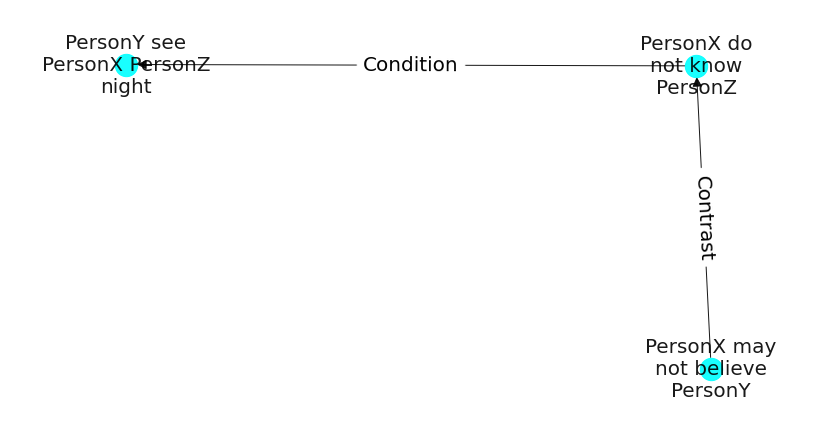 PersonY see
PersonX PersonZ
night
Condition
PersonX do
not know
PersonZ
Contrast
PersonX may
not believe
PersonY